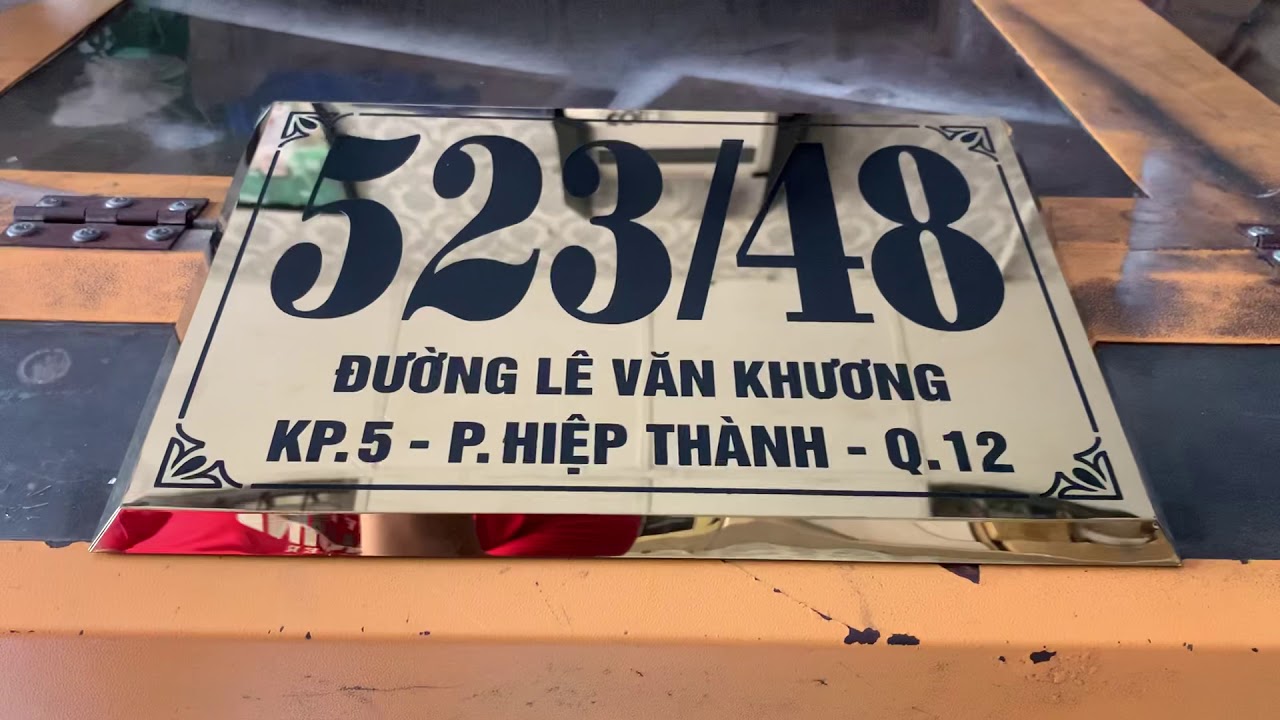 523/48
ĐƯỜNG LÊ VĂN KHƯƠNG
KP.5 - P.HIỆP THÀNH - Q.12